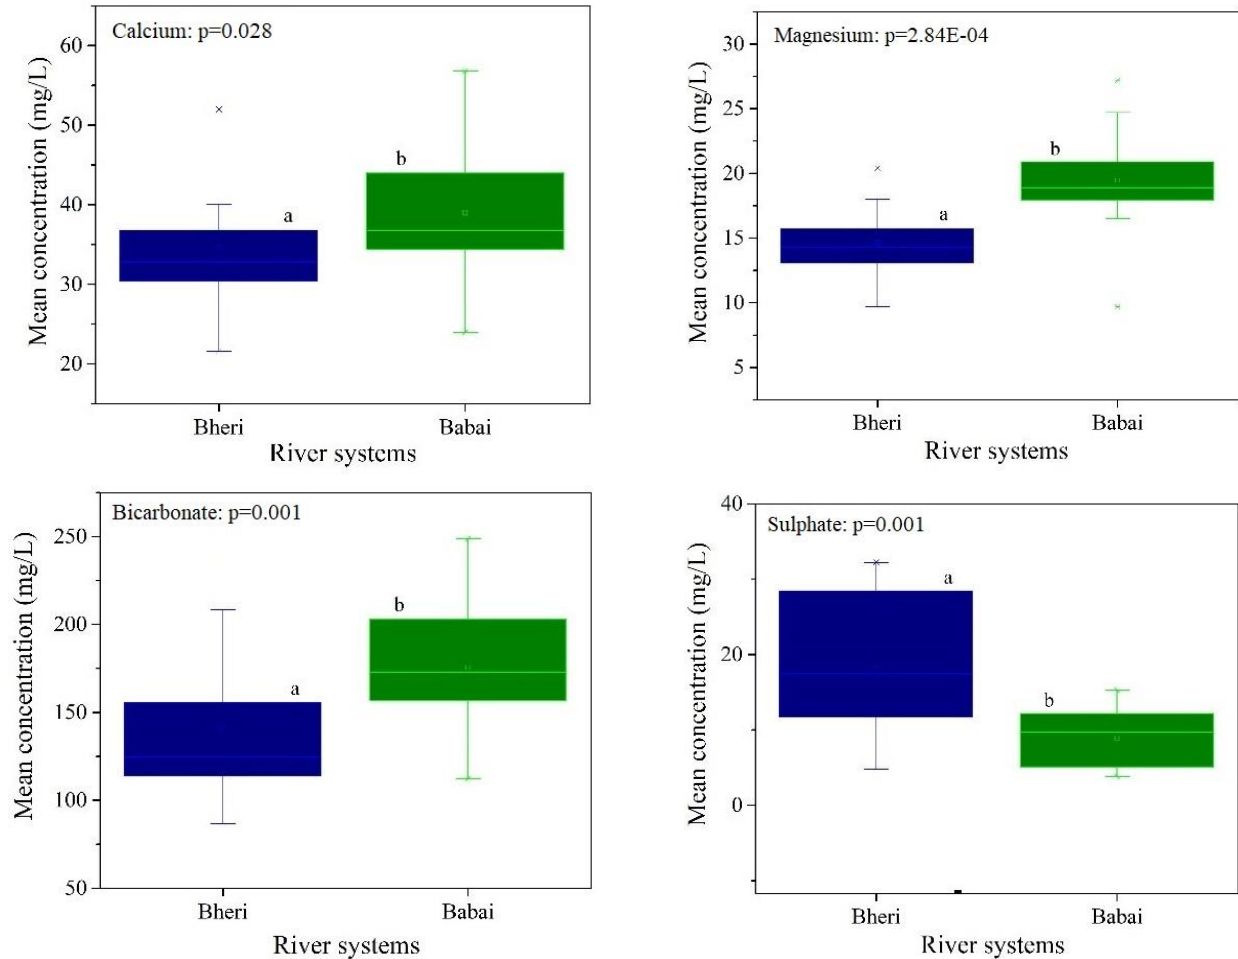 Calcium: p=0.028
Mean concentration (mg/L)
60
50
40
30
20
a
b
Bheri
Babai
River systems
Magnesium: p=2.84E-04
Mean concentration (mg/L)
30
25
20
15
10
5
a
b
Bheri
Babai
River systems
Bicarbonate: p=0.001
Mean concentration (mg/L)
250
200
150
100
50
a
b
Bheri
Babai
River systems
Sulphate: p=0.001
Mean concentration (mg/L)
40
20
0
a
b
Bheri
Babai
River systems